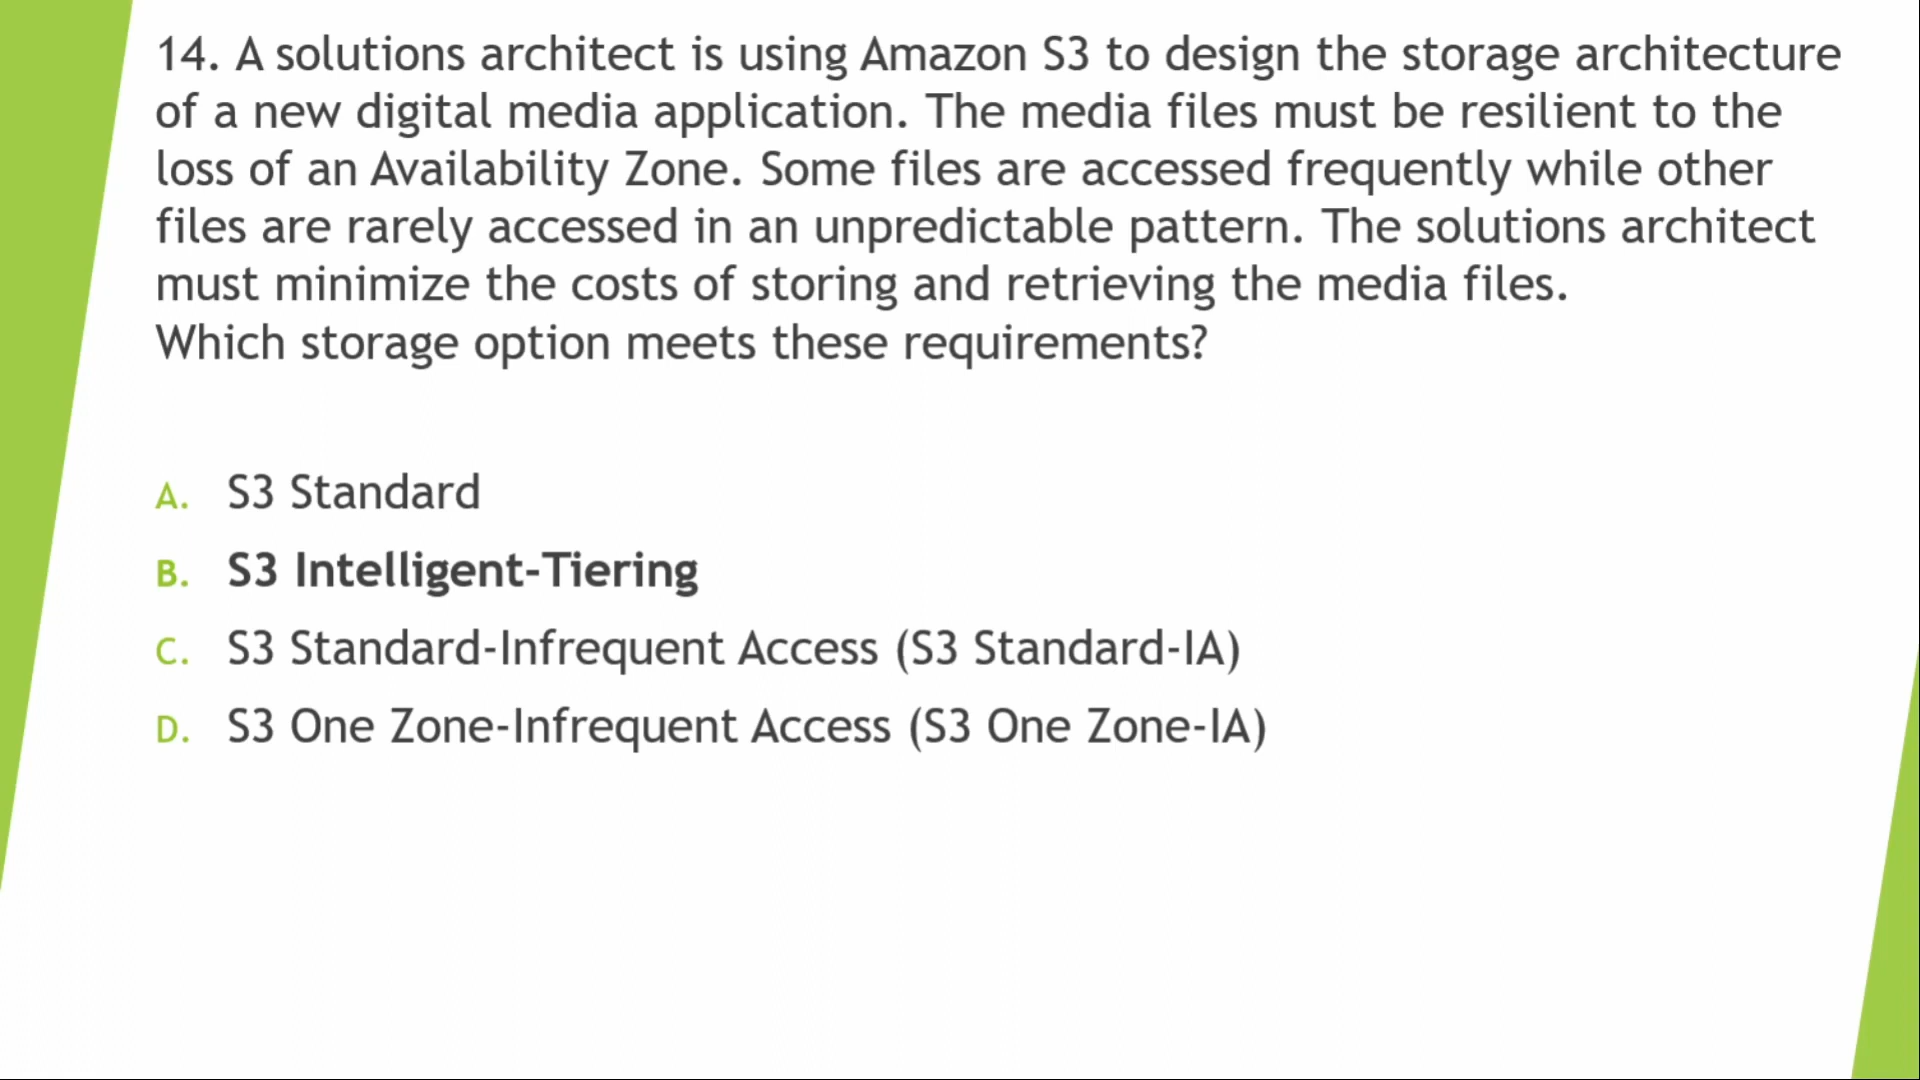 14. A solutions architect is using Amazon S3 to design the storage architecture
of a new digital media application. The media files must be resilient to the
loss of an Availability Zone. Some files are accessed frequently while other
files are rarely accessed in an unpredictable pattern. The solutions architect
must minimize the costs of storing and retrieving the media files.
Which storage option meets these requirements?
A. S3 Standard
B. S3 Intelligent-Tiering
C. S3 Standard-Infrequent Access (S3 Standard-IA)
D. S3 One Zone-Infrequent Access (S3 One Zone-IA)